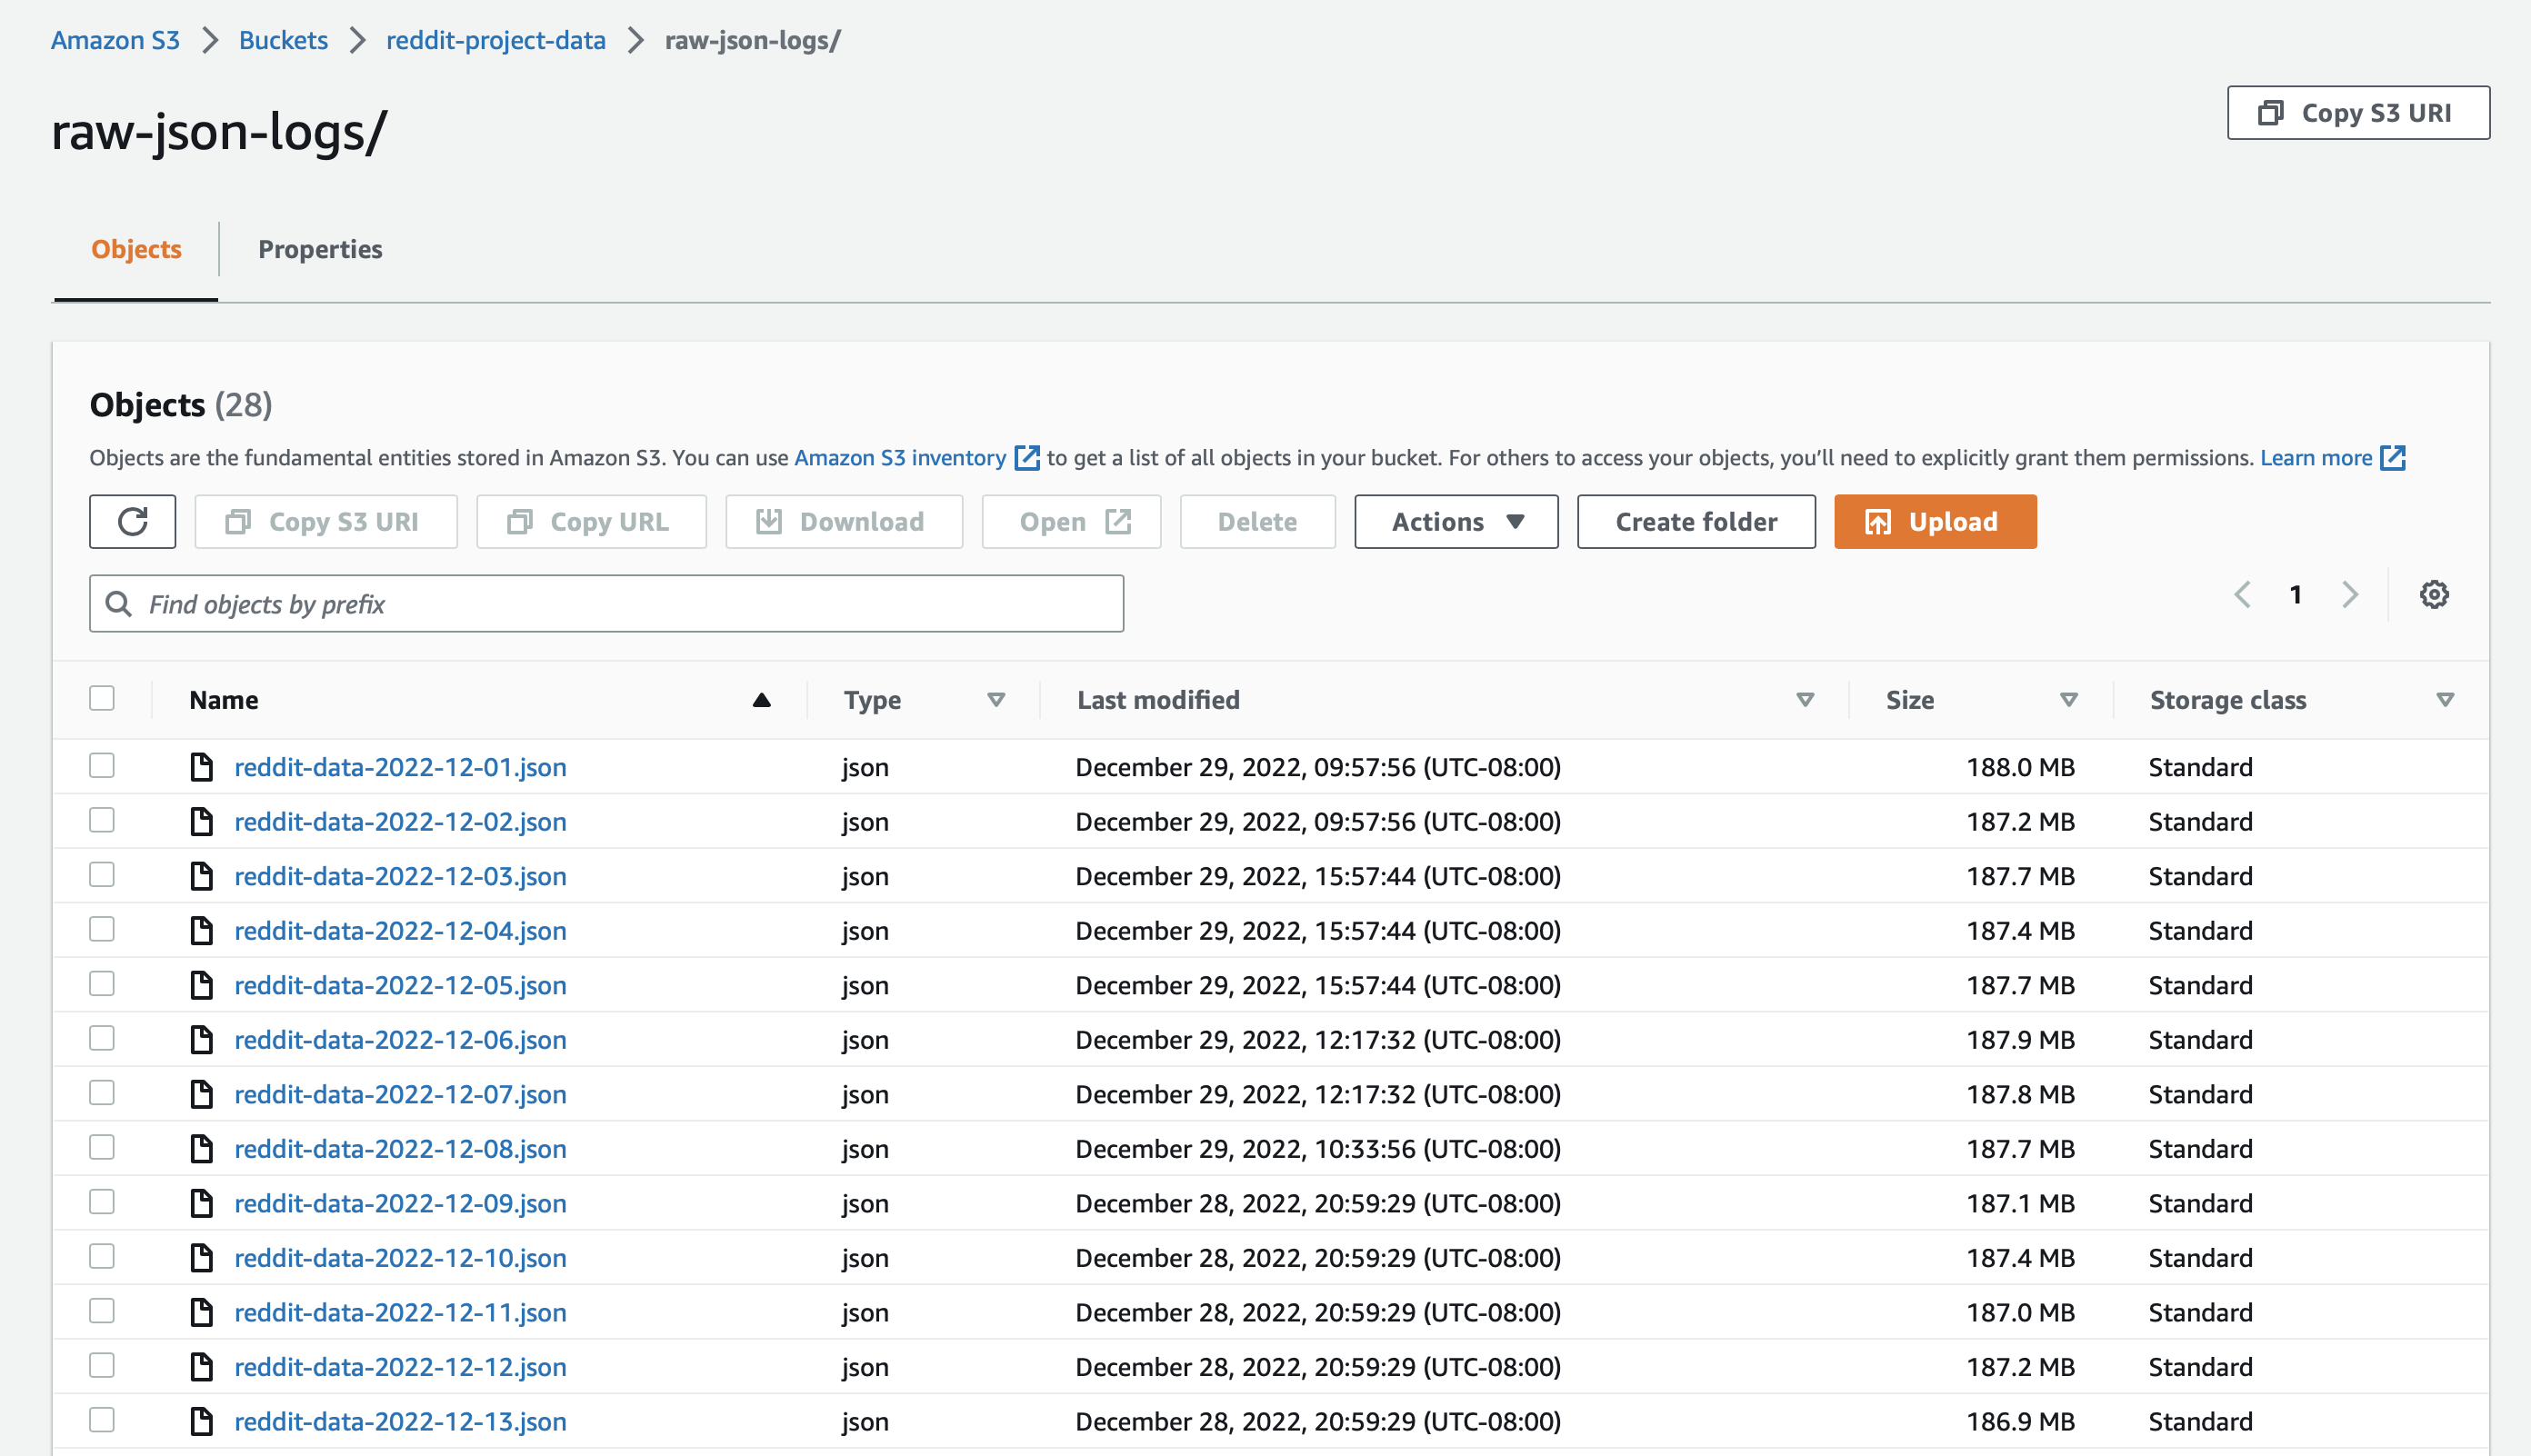 Amazon S3 > Buckets > reddit-project-data > raw-json-logs/
raw-json-logs/
Copy S3 URI
Objects Properties
Objects (28)
Objects are the fundamental entities stored in Amazon S3. You can use Amazon S3 inventory to get a list of all objects in your bucket. For others to access your objects, you’ll need to explicitly grant them permissions. Learn more
Copy S3 URI Copy URL Download Open Delete Actions Create folder Upload
Find objects by prefix 1
Name Type Last modified Size Storage class
reddit-data-2022-12-01.json json December 29, 2022, 09:57:56 (UTC-08:00) 188.0 MB Standard
reddit-data-2022-12-02.json json December 29, 2022, 09:57:56 (UTC-08:00) 187.2 MB Standard
reddit-data-2022-12-03.json json December 29, 2022, 15:57:44 (UTC-08:00) 187.7 MB Standard
reddit-data-2022-12-04.json json December 29, 2022, 15:57:44 (UTC-08:00) 187.4 MB Standard
reddit-data-2022-12-05.json json December 29, 2022, 15:57:44 (UTC-08:00) 187.7 MB Standard
reddit-data-2022-12-06.json json December 29, 2022, 12:17:32 (UTC-08:00) 187.9 MB Standard
reddit-data-2022-12-07.json json December 29, 2022, 12:17:32 (UTC-08:00) 187.8 MB Standard
reddit-data-2022-12-08.json json December 29, 2022, 10:33:56 (UTC-08:00) 187.7 MB Standard
reddit-data-2022-12-09.json json December 28, 2022, 20:59:29 (UTC-08:00) 187.1 MB Standard
reddit-data-2022-12-10.json json December 28, 2022, 20:59:29 (UTC-08:00) 187.4 MB Standard
reddit-data-2022-12-11.json json December 28, 2022, 20:59:29 (UTC-08:00) 187.0 MB Standard
reddit-data-2022-12-12.json json December 28, 2022, 20:59:29 (UTC-08:00) 187.2 MB Standard
reddit-data-2022-12-13.json json December 28, 2022, 20:59:29 (UTC-08:00) 186.9 MB Standard